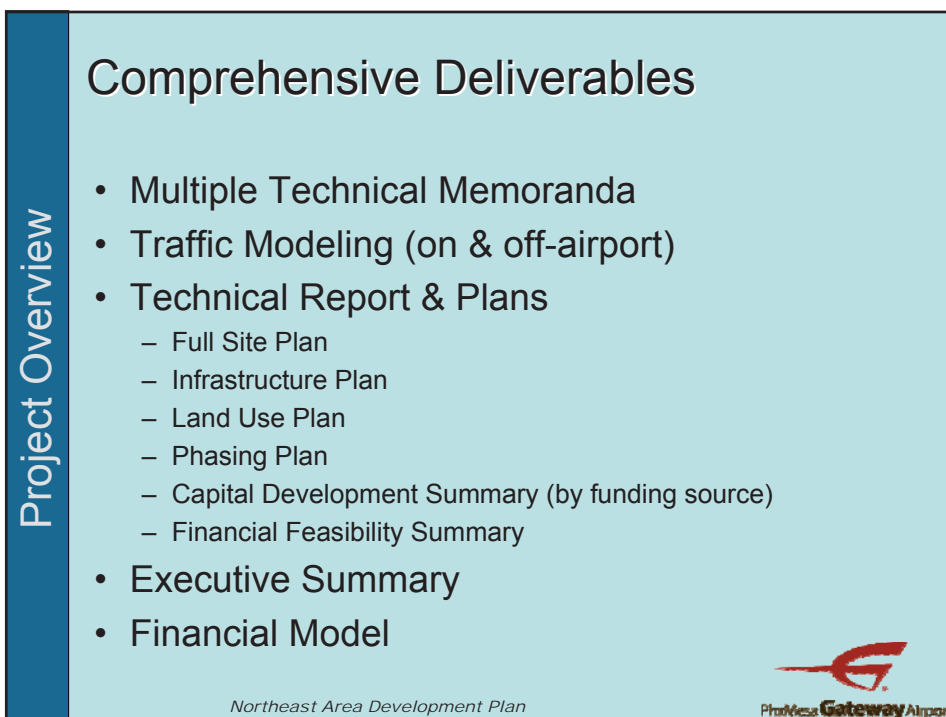 Comprehensive Deliverables
Project Overview
• Multiple Technical Memoranda
• Traffic Modeling (on & off-airport)
• Technical Report & Plans
– Full Site Plan
– Infrastructure Plan
– Land Use Plan
– Phasing Plan
– Capital Development Summary (by funding source)
– Financial Feasibility Summary
• Executive Summary
• Financial Model
Northeast Area Development Plan
Gateway